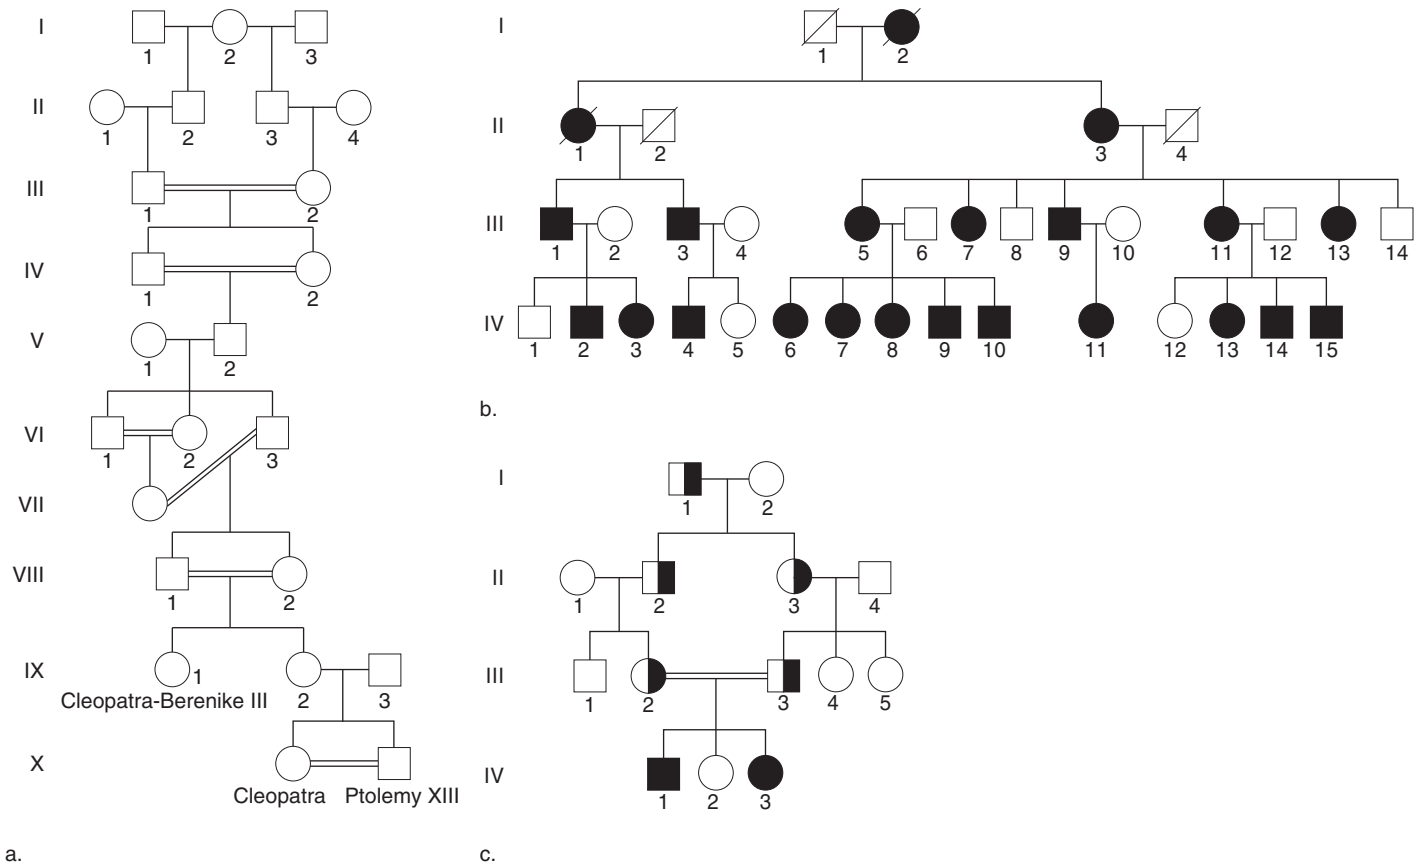 I
1 2 3
II
1 2 3 4
III
1 2
IV
1 2
V
1 2
VI
1 2 3
VII
VIII
1 2
IX
1
Cleopatra-Berenike III 2 3
X
Cleopatra Ptolemy XIII
a.
I
1 2
II
1 2 3 4
III
1 2 3 4 5 6 7 8 9 10 11 12 13 14
IV
1 2 3 4 5 6 7 8 9 10 11 12 13 14 15
b.
I
1 2
II
1 2 3 4
III
1 2 3 4 5
IV
1 2 3
c.